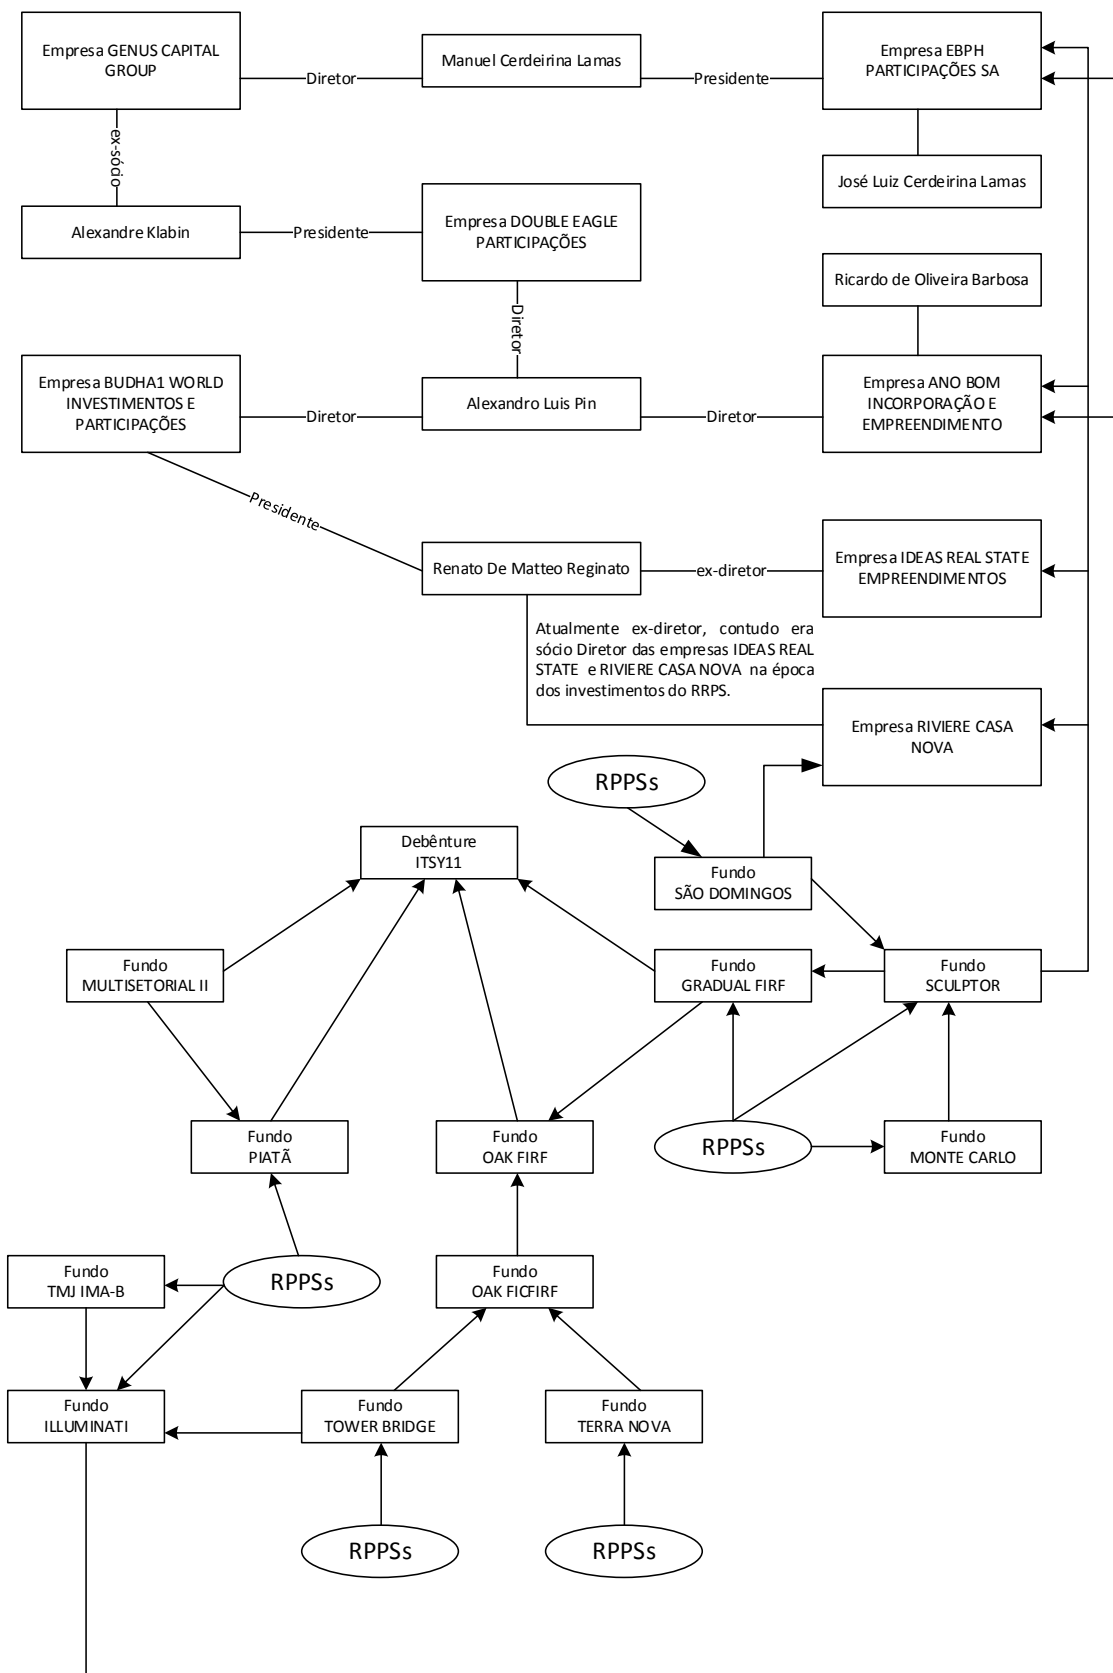 Empresa GENUS CAPITAL
GROUP
Diretor
Manuel Cerdeirina Lamas
Presidente
Empresa EBPH
PARTICIPAÇÕES SA
ex-sócio
José Luiz Cerdeirina Lamas
Alexandre Klabin
Presidente
Empresa DOUBLE EAGLE
PARTICIPAÇÕES
Ricardo de Oliveira Barbosa
Diretor
Empresa BUDHA1 WORLD
INVESTIMENTOS E
PARTICIPAÇÕES
Diretor
Alexandro Luis Pin
Diretor
Empresa ANO BOM
INCORPORAÇÃO E
EMPREENDIMENTO
Presidente
Renato De Matteo Reginato
ex-diretor
Empresa IDEAS REAL STATE
EMPREENDIMENTOS
Atualmente ex-diretor, contudo era
sócio Diretor das empresas IDEAS REAL
STATE e RIVIERE CASA NOVA na época
dos investimentos do RRPS.
Empresa RIVIERE CASA
NOVA
RPPSs
Debênture
ITSY11
Fundo
SÃO DOMINGOS
Fundo
MULTISETORIAL II
Fundo
GRADUAL FIRF
Fundo
SCULPTOR
Fundo
PIATÃ
Fundo
OAK FIRF
RPPSs
Fundo
MONTE CARLO
Fundo
TMJ IMA-B
RPPSs
Fundo
OAK FICFIRF
Fundo
ILLUMINATI
Fundo
TOWER BRIDGE
Fundo
TERRA NOVA
RPPSs
RPPSs